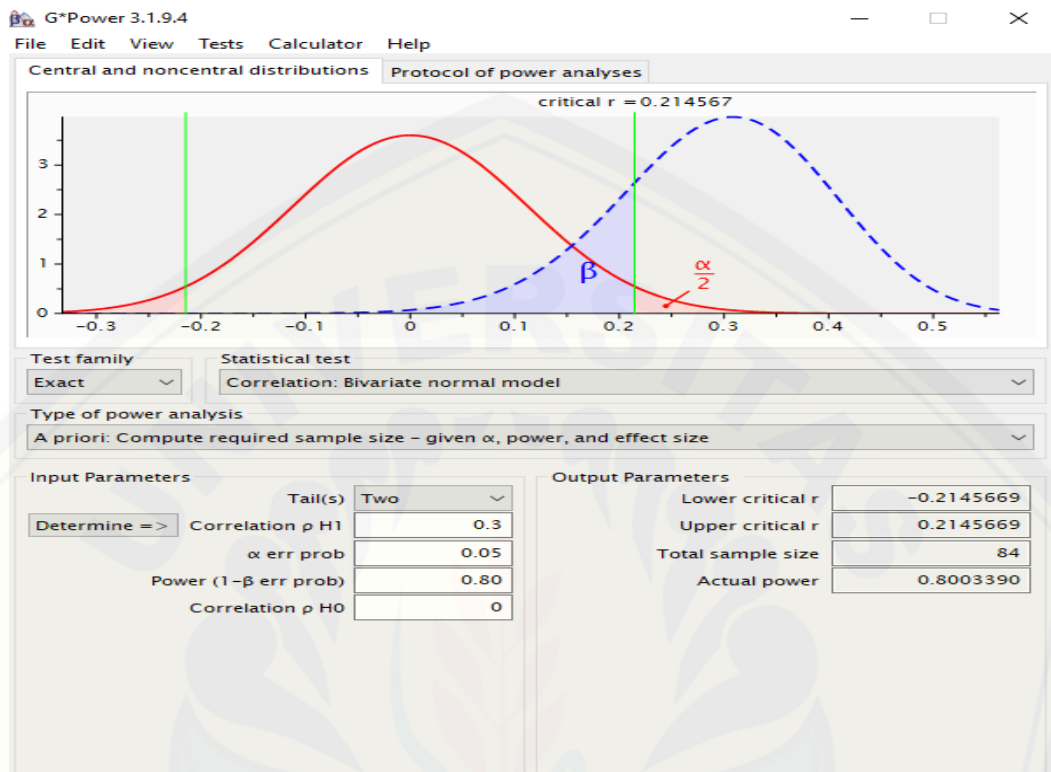 G*Power 3.1.9.4
File Edit View Tests Calculator Help
Central and noncentral distributions Protocol of power analyses
critical r = 0.214567
3
2
1
0
β
α
2
-0.3 -0.2 -0.1 0 0.1 0.2 0.3 0.4 0.5
Test family Statistical test
Exact Correlation: Bivariate normal model
Type of power analysis
A priori: Compute required sample size – given α, power, and effect size
Input Parameters Output Parameters
Tail(s) Two Lower critical r -0.2145669
Determine => Correlation ρ H1 0.3 Upper critical r 0.2145669
α err prob 0.05 Total sample size 84
Power (1-β err prob) 0.80 Actual power 0.8003390
Correlation ρ H0 0
UNIVERSITAS